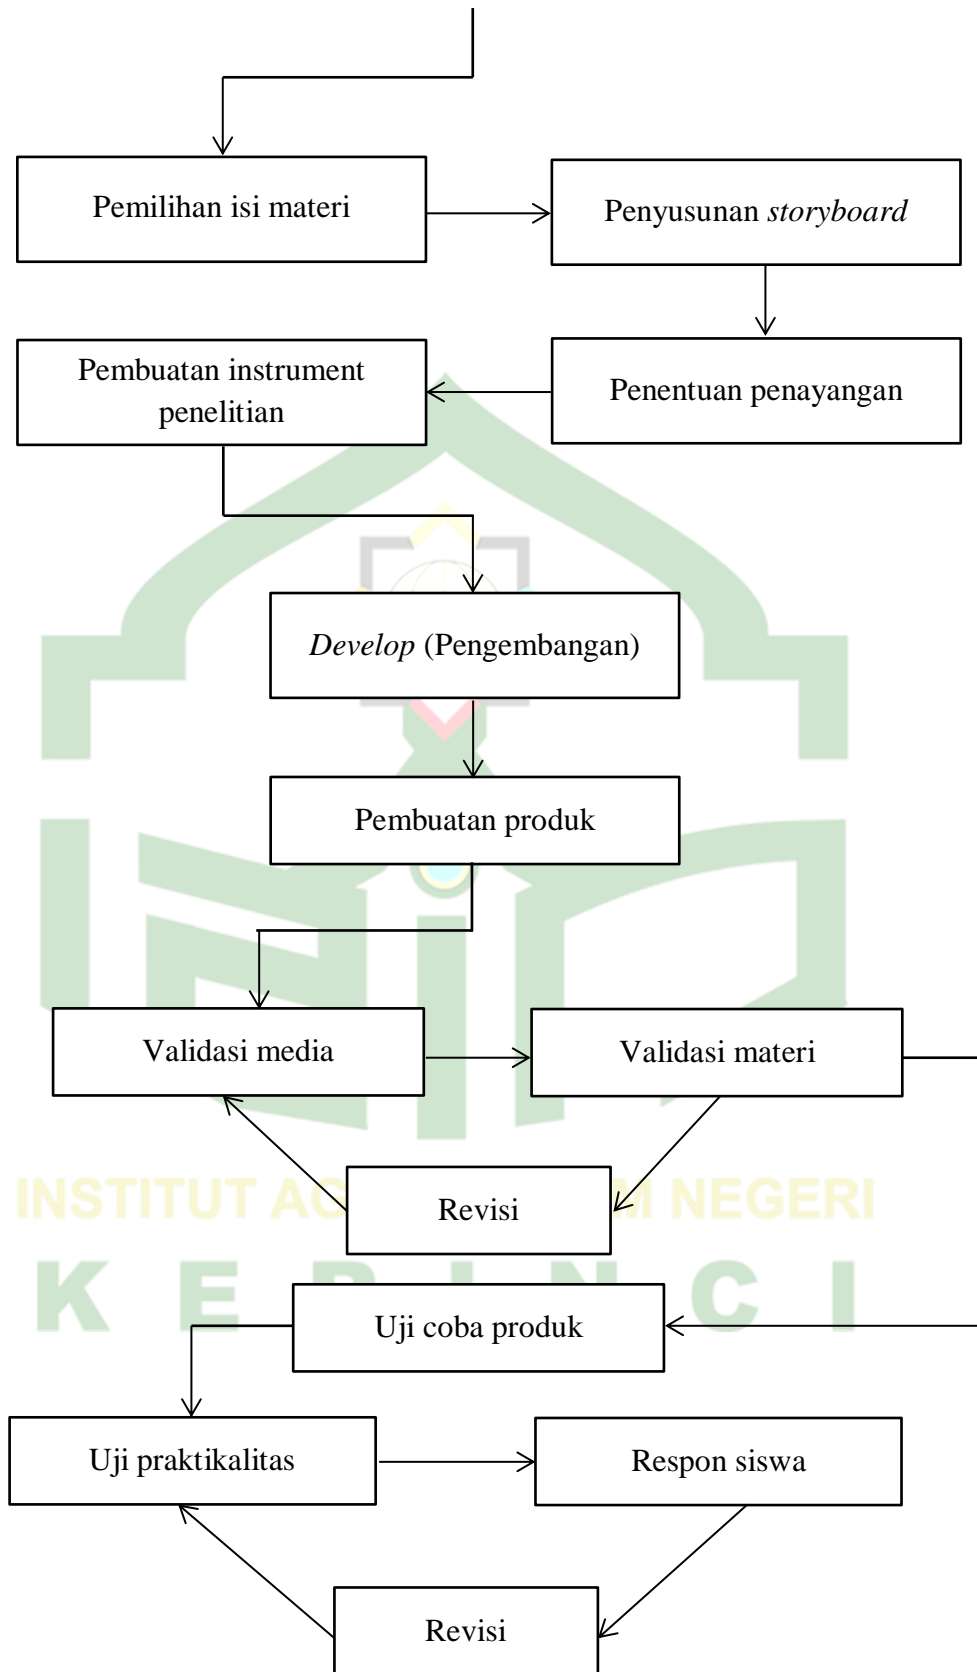 Pemilihan isi materi
Penyusunan storyboard
Pembuatan instrument
penelitian
Penentuan penayangan
Develop (Pengembangan)
Pembuatan produk
Validasi media
Validasi materi
Revisi
INSTITUT AG M NEGERI
K E R I N C I
Uji coba produk
Uji praktikalitas
Respon siswa
Revisi